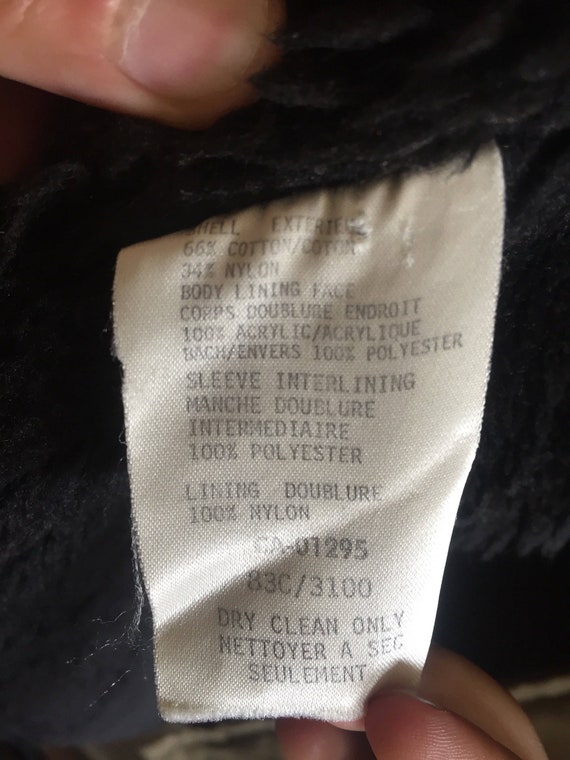 SHELL EXTERIEUR
66% COTTON/COTON
34% NYLON
BODY LINING FACE
CORPS DOUBLURE ENDROIT
100% ACRYLIC/ACRYLIQUE
BACH/ENVERS 100% POLYESTER
SLEEVE INTERLINING
MANCHE DOUBLURE
INTERMEDIAIRE
100% POLYESTER
LINING DOUBLURE
100% NYLON
CA-01295
83C/3100
DRY CLEAN ONLY
NETTOYER A SEC
SEULEMENT